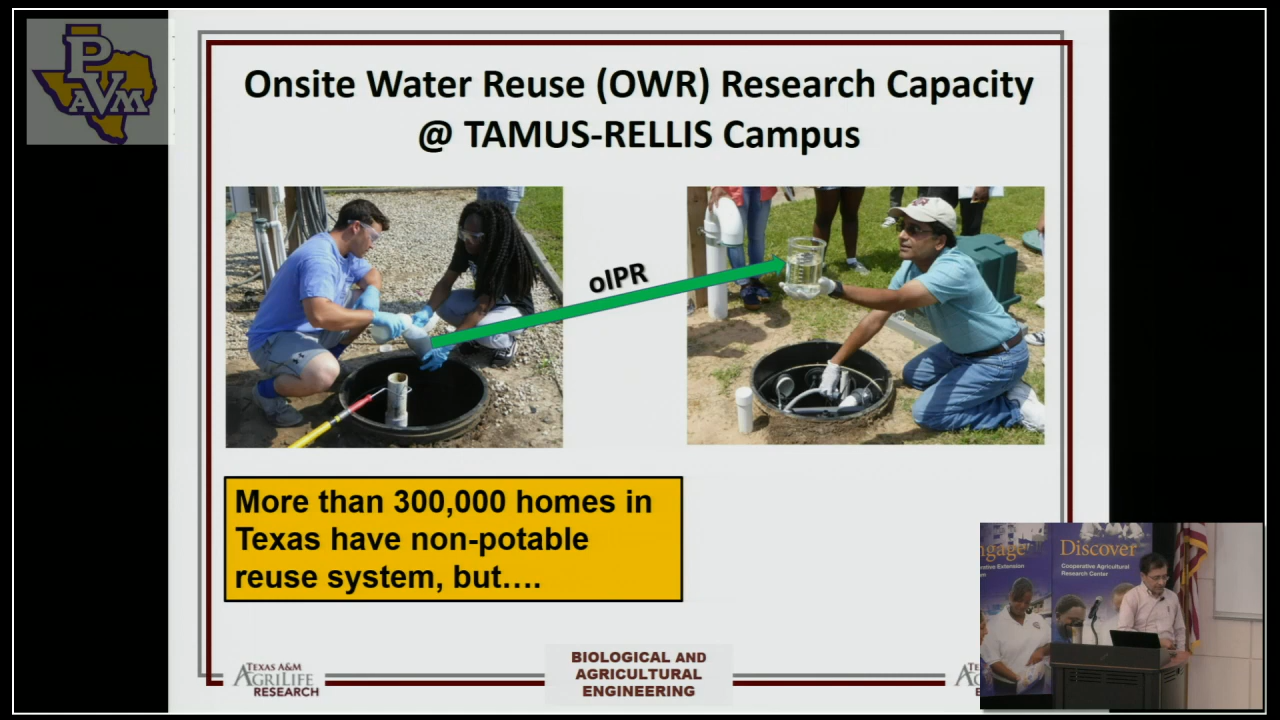 PVAM
Onsite Water Reuse (OWR) Research Capacity
@ TAMUS-RELLIS Campus
oIPR
More than 300,000 homes in
Texas have non-potable
reuse system, but….
TEXAS A&M
AGRILIFE
RESEARCH
BIOLOGICAL AND
AGRICULTURAL
ENGINEERING
Discover
Cooperative Agricultural
Research Center